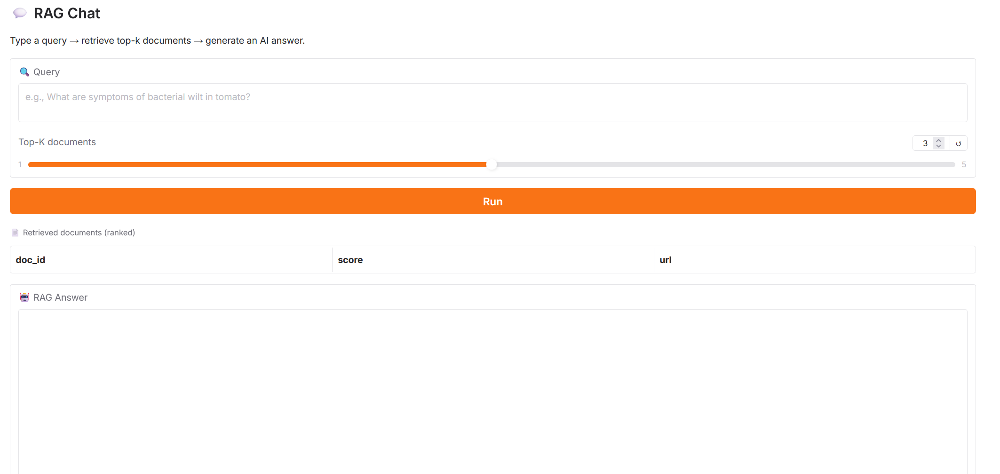 RAG Chat
Type a query → retrieve top-k documents → generate an AI answer.
Query
e.g., What are symptoms of bacterial wilt in tomato?
Top-K documents
3
1
5
Run
Retrieved documents (ranked)
doc_id score url
RAG Answer